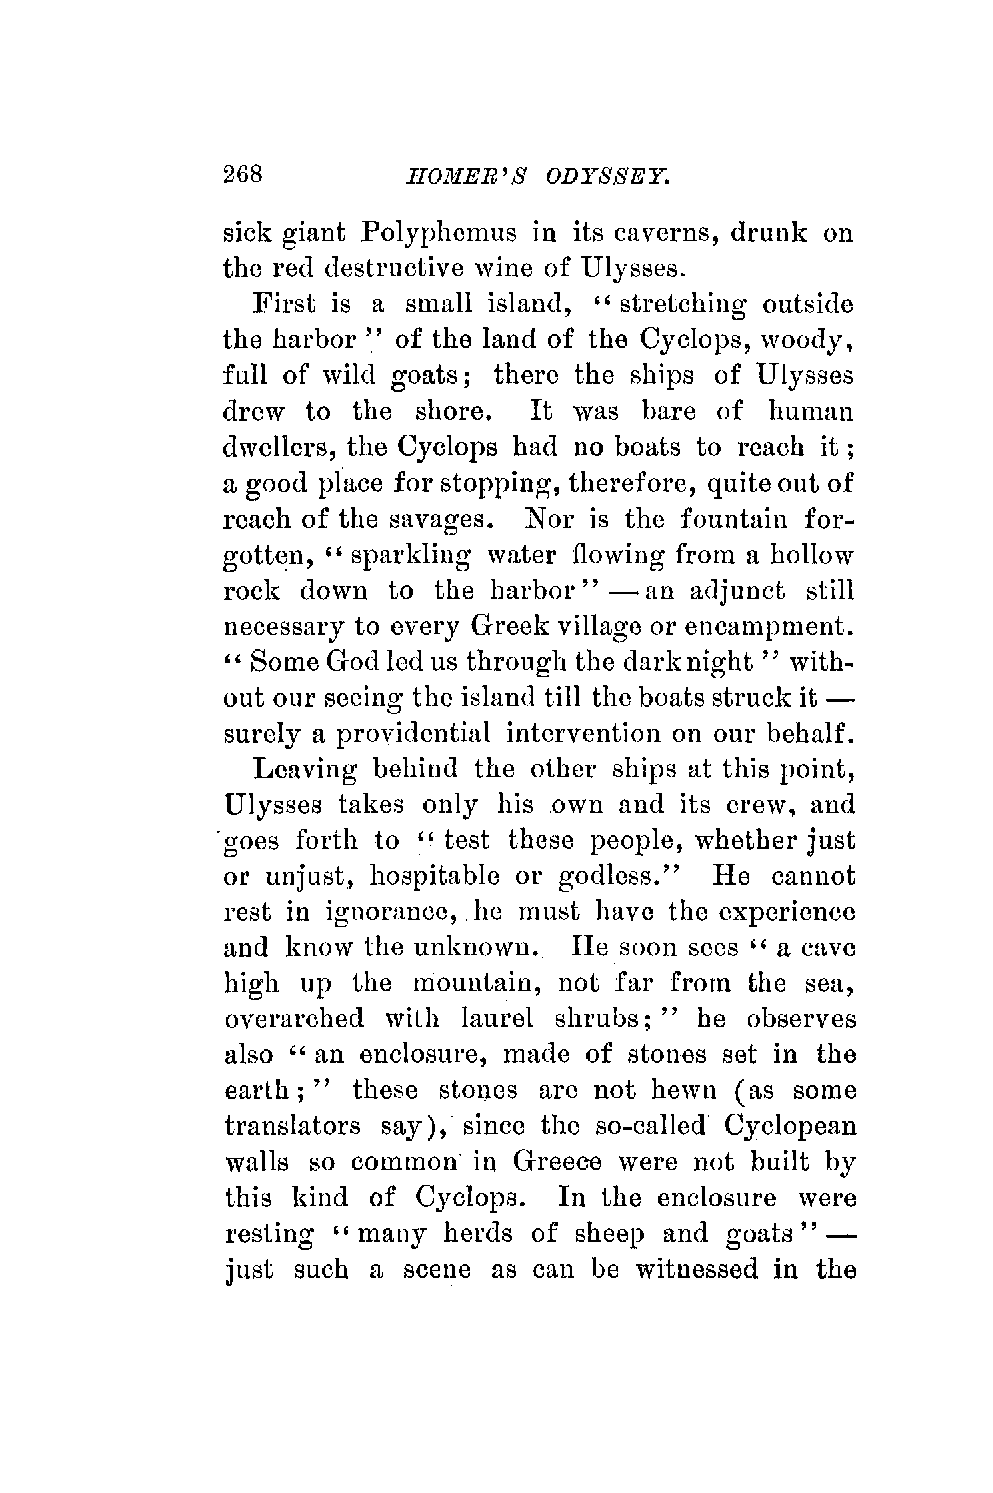 268 HOMER'S ODYSSEY.
sick giant Polyphemus in its caverns, drunk on
the red destructive wine of Ulysses.
First is a small island, "stretching outside
the harbor" of the land of the Cyclops, woody,
full of wild goats; there the ships of Ulysses
drew to the shore. It was bare of human
dwellers, the Cyclops had no boats to reach it;
a good place for stopping, therefore, quite out of
reach of the savages. Nor is the fountain for-
gotten, "sparkling water flowing from a hollow
rock down to the harbor" — an adjunct still
necessary to every Greek village or encampment.
"Some God led us through the dark night" with-
out our seeing the island till the boats struck it —
surely a providential intervention on our behalf.
Leaving behind the other ships at this point,
Ulysses takes only his own and its crew, and
goes forth to "test these people, whether just
or unjust, hospitable or godless." He cannot
rest in ignorance, he must have the experience
and know the unknown. He soon sees "a cave
high up the mountain, not far from the sea,
overarched with laurel shrubs;" he observes
also "an enclosure, made of stones set in the
earth;" these stones are not hewn (as some
translators say), since the so-called Cyclopean
walls so common in Greece were not built by
this kind of Cyclops. In the enclosure were
resting "many herds of sheep and goats" —
just such a scene as can be witnessed in the